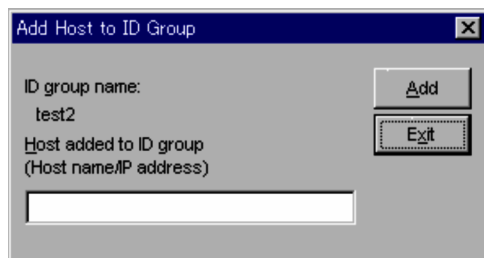 Add Host to ID Group
ID group name:
Add
test2
Host added to ID group
Exit
(Host name/IP address)